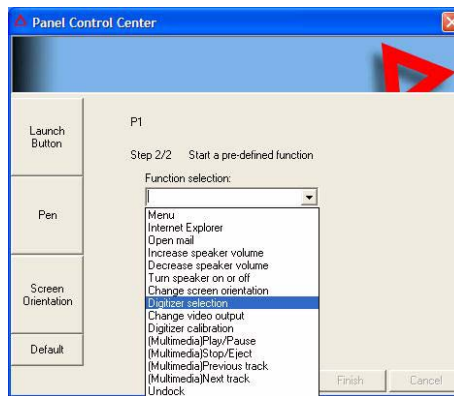 Panel Control Center
Launch
Button
Pen
Screen
Orientation
Default
P1
Step 2/2 Start a pre-defined function
Function selection:
Menu
Internet Explorer
Open mail
Increase speaker volume
Decrease speaker volume
Turn speaker on or off
Change screen orientation
Digitizer selection
Change video output
Digitizer calibration
(Multimedia)Play/Pause
(Multimedia)Stop/Eject
(Multimedia)Previous track
(Multimedia)Next track
Undock
Finish
Cancel